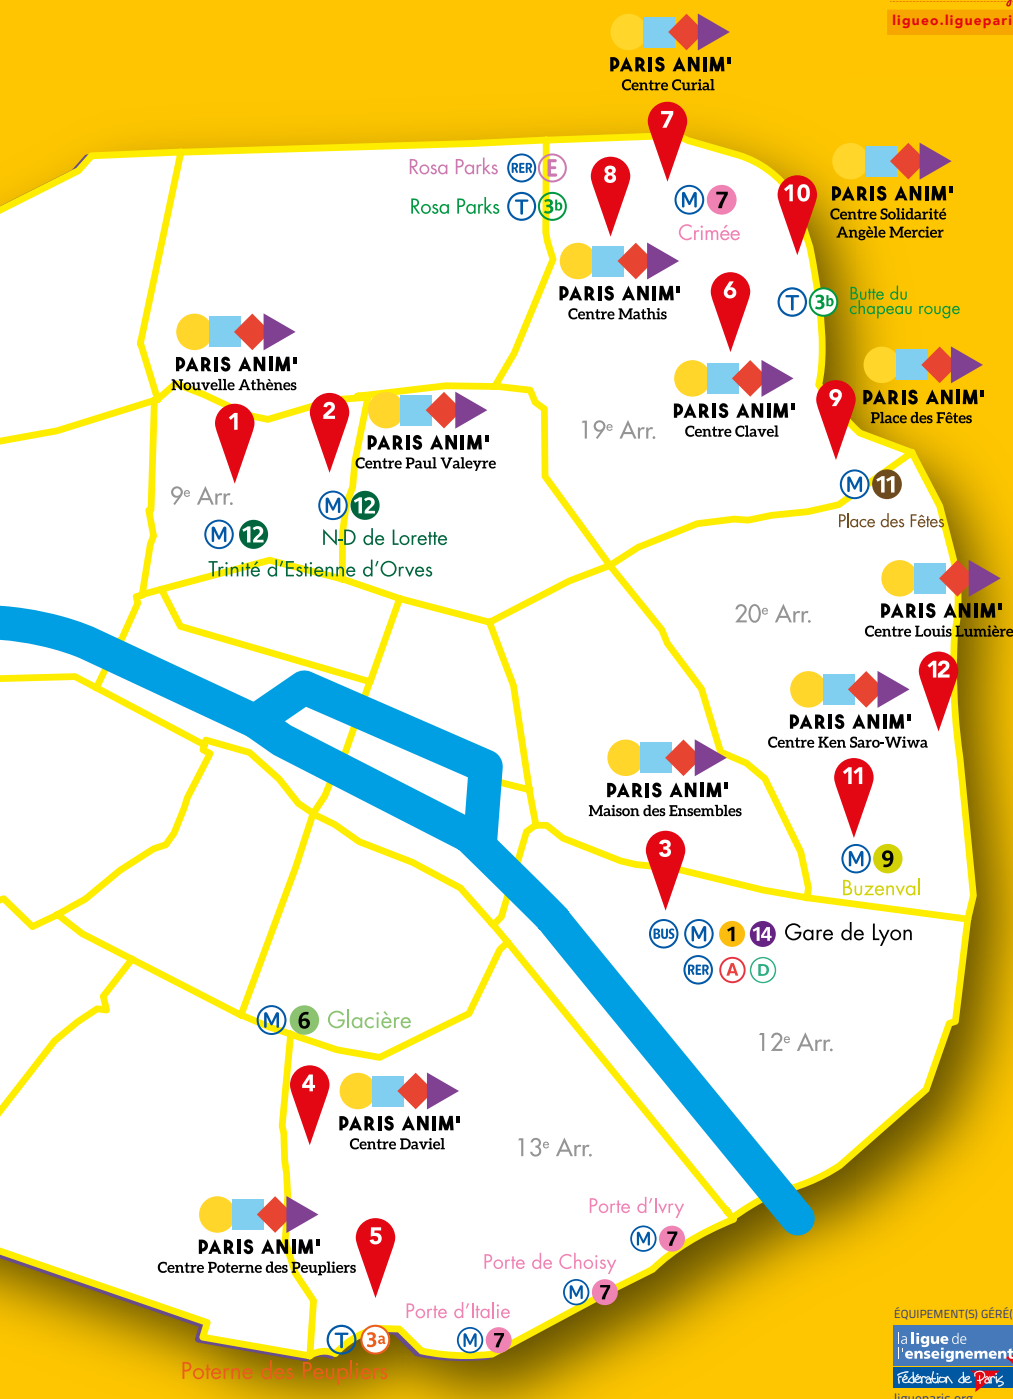 ligueo.liguepari
PARIS ANIM'
Centre Curial
7
Rosa Parks RER E
Rosa Parks T 3b
8
M 7
Crimée
10
PARIS ANIM'
Centre Solidarité
Angèle Mercier
PARIS ANIM'
Centre Mathis
6
T 3b Butte du
chapeau rouge
PARIS ANIM'
Nouvelle Athènes
1
2
PARIS ANIM'
Centre Paul Valeyre
PARIS ANIM'
Centre Clavel
9
PARIS ANIM'
Place des Fêtes
19e Arr.
9e Arr.
M 12
N-D de Lorette
M 12
Trinité d'Estienne d'Orves
M 11
Place des Fêtes
20e Arr.
PARIS ANIM'
Centre Louis Lumière
12
PARIS ANIM'
Centre Ken Saro-Wiwa
11
PARIS ANIM'
Maison des Ensembles
3
M 9
Buzenval
BUS M 1 14 Gare de Lyon
RER A D
M 6 Glacière
12e Arr.
4
PARIS ANIM'
Centre Daviel
13e Arr.
PARIS ANIM'
Centre Poterne des Peupliers
5
Porte d'Ivry
M 7
Porte de Choisy
M 7
Porte d'Italie
M 7
T 3a
Poterne des Peupliers
ÉQUIPEMENT(S) GÉRÉ(
la ligue de
l'enseignement
Fédération de Paris
ligueparis.org